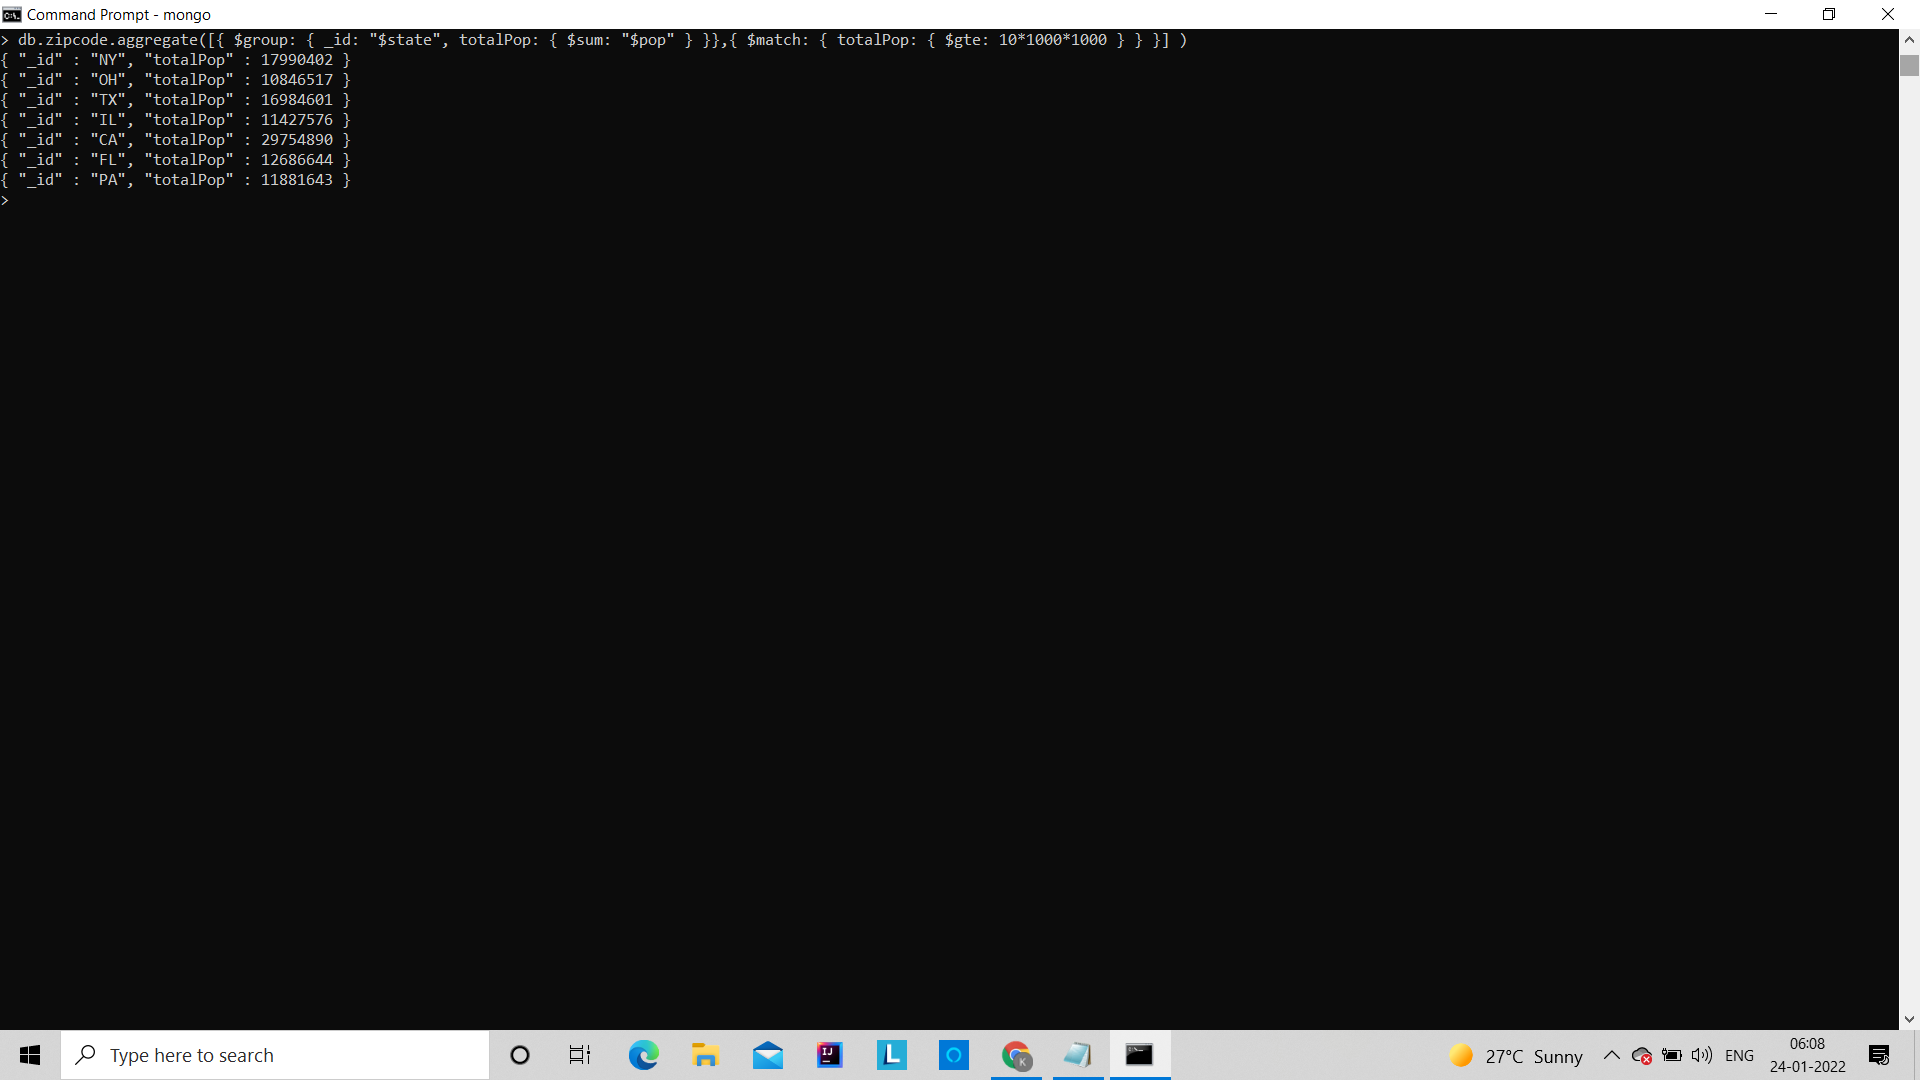 Command Prompt - mongo
> db.zipcode.aggregate([{ $group: { _id: "$state", totalPop: { $sum: "$pop" } }},{ $match: { totalPop: { $gte: 10*1000*1000 } } }] )
{ "_id" : "NY", "totalPop" : 17990402 }
{ "_id" : "OH", "totalPop" : 10846517 }
{ "_id" : "TX", "totalPop" : 16984601 }
{ "_id" : "IL", "totalPop" : 11427576 }
{ "_id" : "CA", "totalPop" : 29754890 }
{ "_id" : "FL", "totalPop" : 12686644 }
{ "_id" : "PA", "totalPop" : 11881643 }
>
Type here to search
IJ
L
K
27°C Sunny
ENG
06:08
24-01-2022